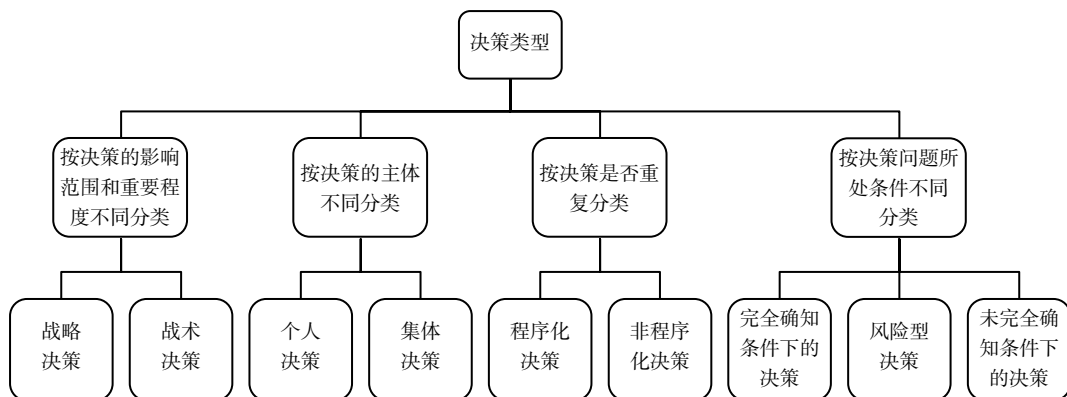 决策类型
按决策的影响
范围和重要程
度不同分类
按决策的主体
不同分类
按决策是否重
复分类
按决策问题所
处条件不同
分类
战略
决策
战术
决策
个人
决策
集体
决策
程序化
决策
非程序
化决策
完全确知
条件下的
决策
风险型
决策
未完全确
知条件下
的决策